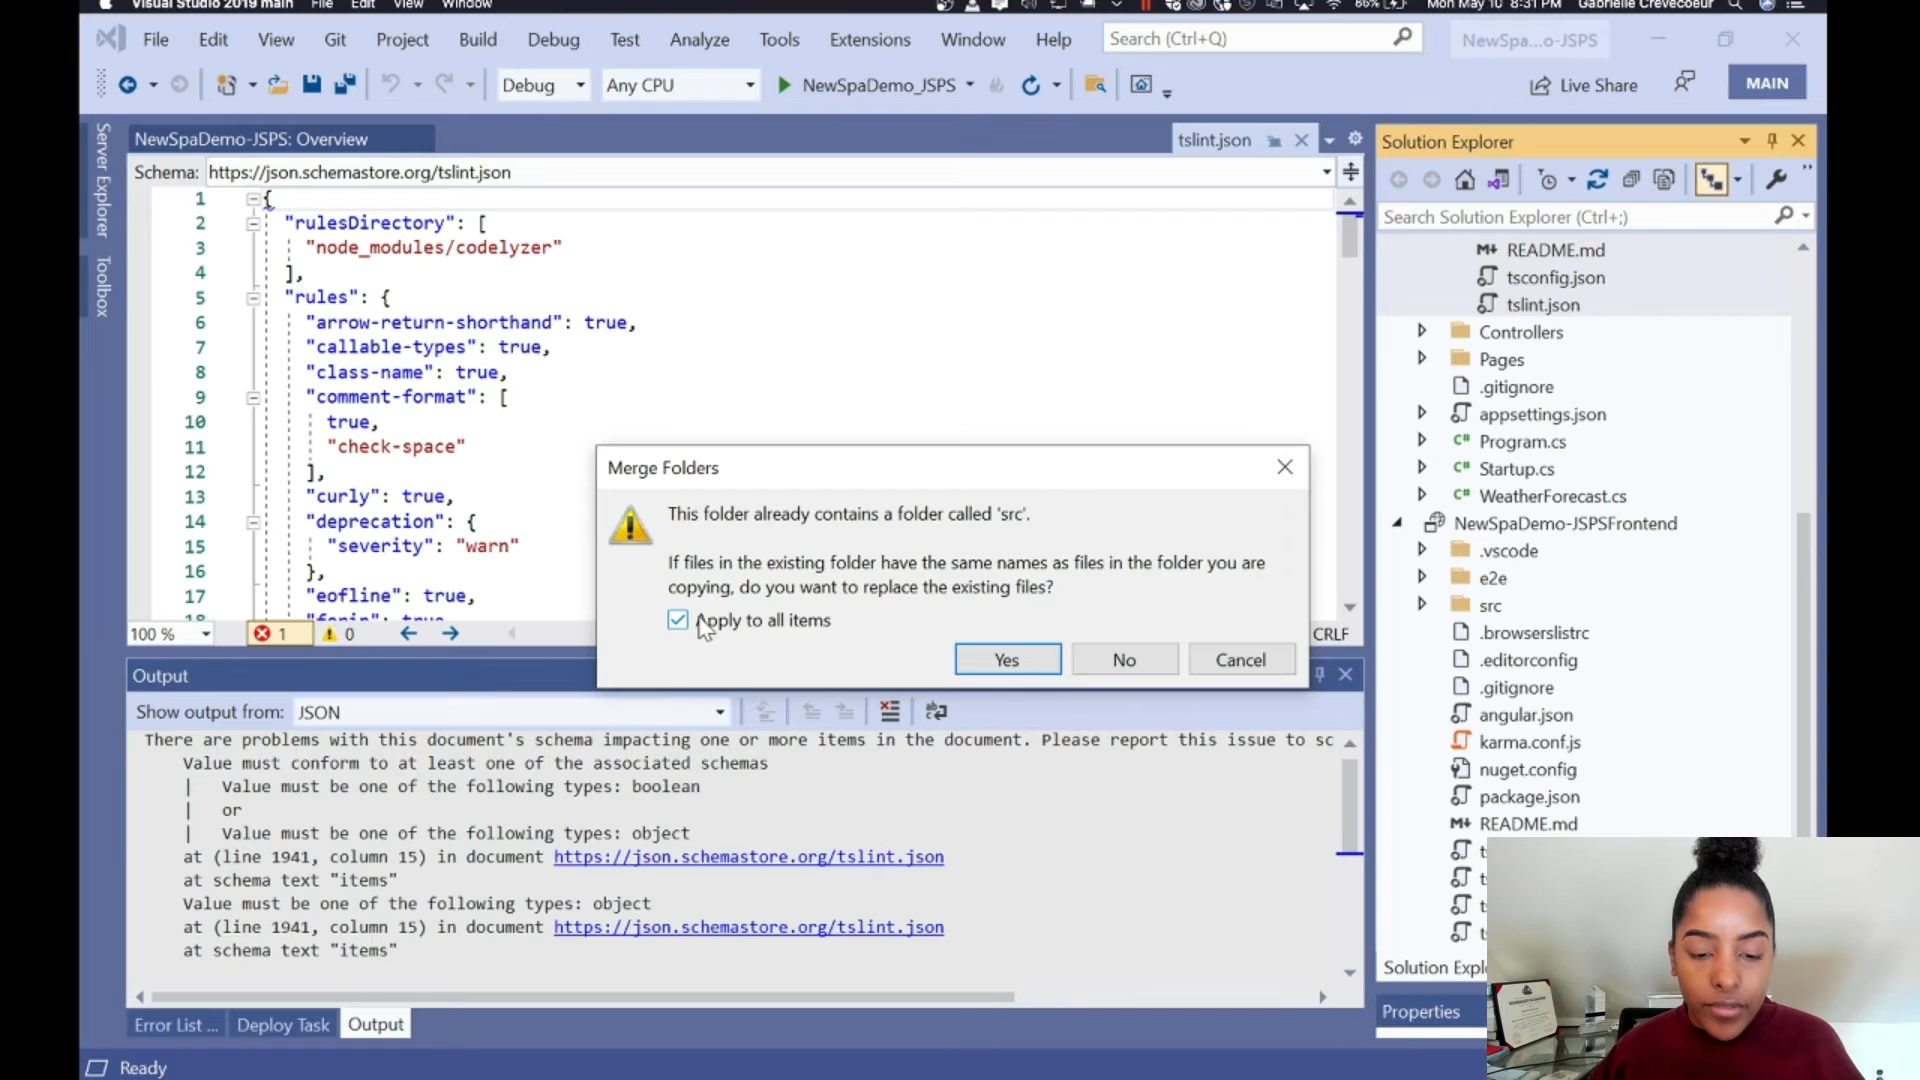 Visual Studio 2019 main File Edit View Window 86% Mon May 10 8:31 PM Gabrielle Crevecoeur
File Edit View Git Project Build Debug Test Analyze Tools Extensions Window Help Search (Ctrl+Q) NewSpa...o-JSPS
Debug Any CPU NewSpaDemo_JSPS Live Share MAIN
Server Explorer
Toolbox
NewSpaDemo-JSPS: Overview tslint.json
Schema: https://json.schemastore.org/tslint.json
1 {
2 "rulesDirectory": [
3 "node_modules/codelyzer"
4 ],
5 "rules": {
6 "arrow-return-shorthand": true,
7 "callable-types": true,
8 "class-name": true,
9 "comment-format": [
10 true,
11 "check-space"
12 ],
13 "curly": true,
14 "deprecation": {
15 "severity": "warn"
16 },
17 "eofline": true,
18 "forin": true,
100 % 1 0 CRLF
Merge Folders
This folder already contains a folder called 'src'.
If files in the existing folder have the same names as files in the folder you are
copying, do you want to replace the existing files?
Apply to all items
Yes No Cancel
Output
Show output from: JSON
There are problems with this document's schema impacting one or more items in the document. Please report this issue to sc
Value must conform to at least one of the associated schemas
| Value must be one of the following types: boolean
| or
| Value must be one of the following types: object
at (line 1941, column 15) in document https://json.schemastore.org/tslint.json
at schema text "items"
Value must be one of the following types: object
at (line 1941, column 15) in document https://json.schemastore.org/tslint.json
at schema text "items"
Error List ... Deploy Task Output
Ready
Solution Explorer
Search Solution Explorer (Ctrl+;)
README.md
tsconfig.json
tslint.json
Controllers
Pages
.gitignore
appsettings.json
C# Program.cs
C# Startup.cs
C# WeatherForecast.cs
NewSpaDemo-JSPSFrontend
.vscode
e2e
src
.browserslistrc
.editorconfig
.gitignore
angular.json
karma.conf.js
nuget.config
package.json
README.md
t
t
t
t
Solution Expl
Properties